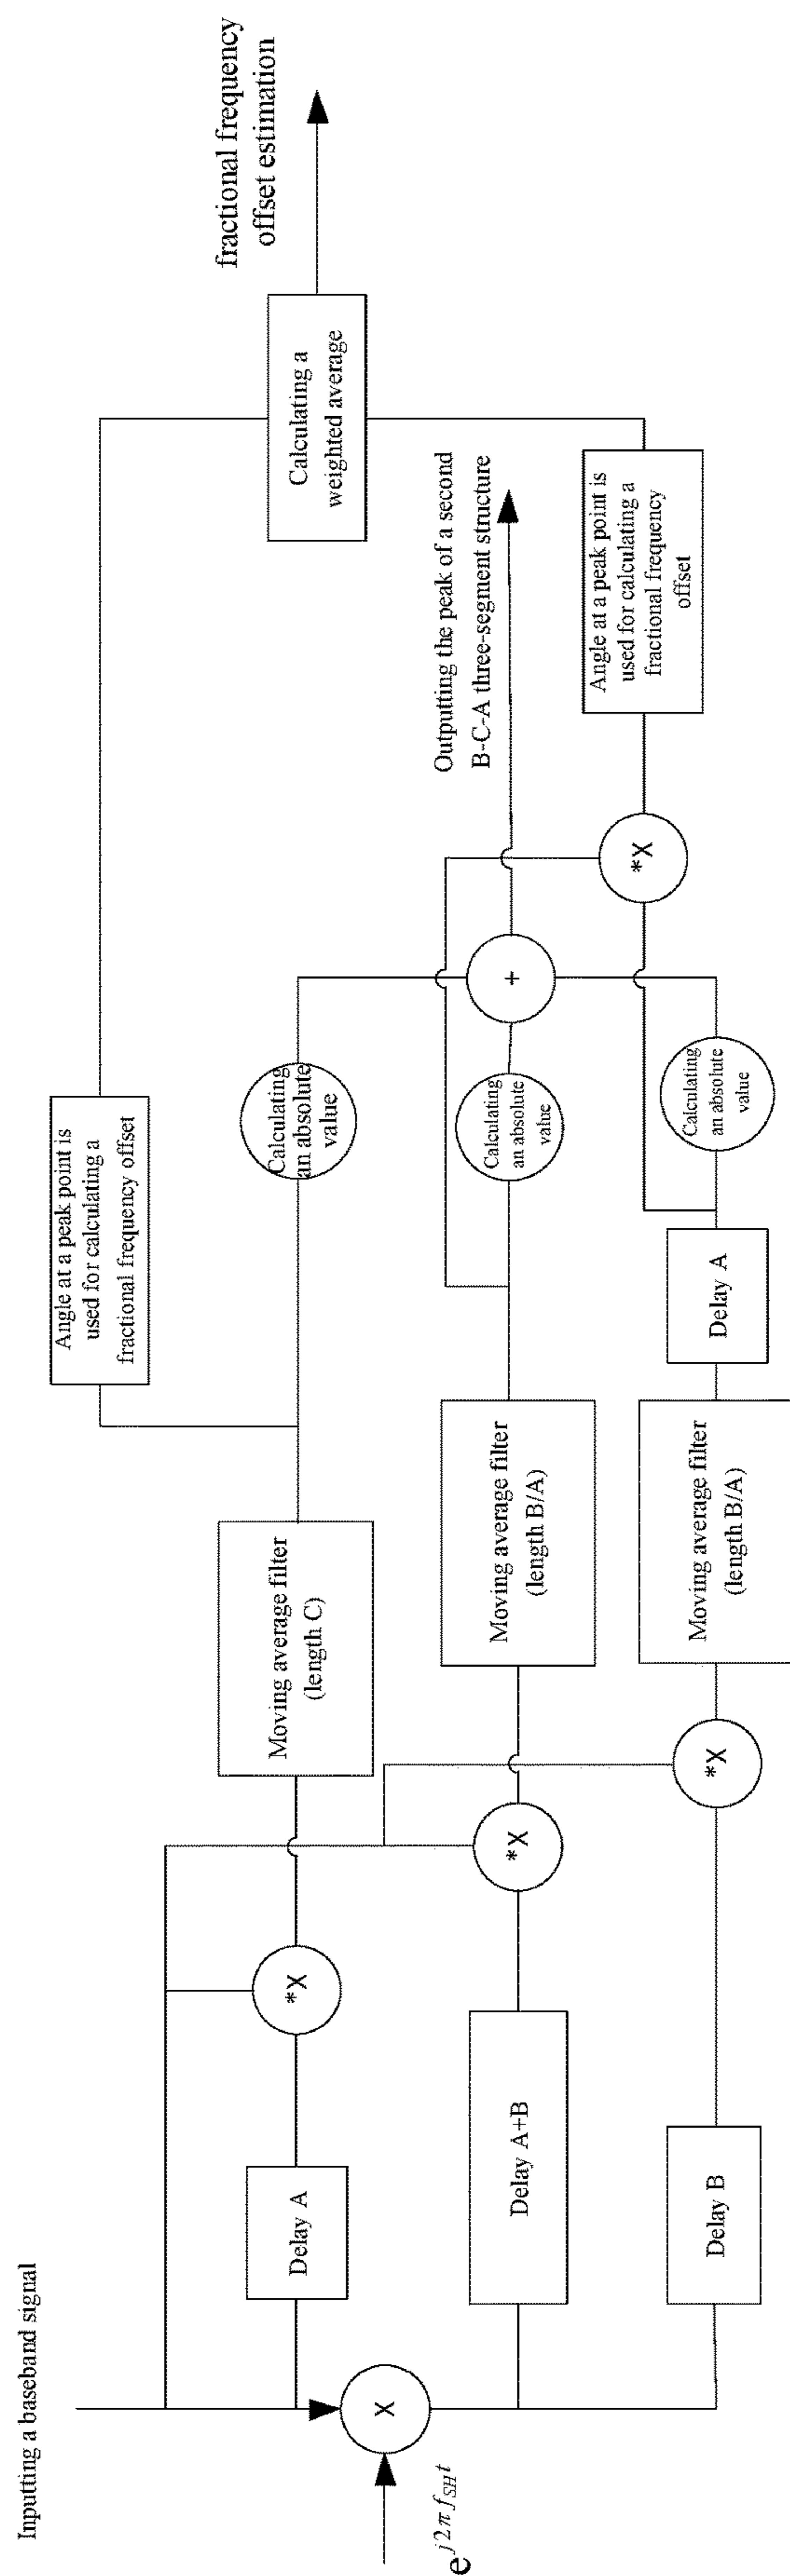 Inputting a baseband signal
e^{j2π f_{SH} t}
X
Delay A
*X
Moving average filter
(length C)
Angle at a peak point is
used for calculating a
fractional frequency offset
Calculating
an absolute
value
Delay A+B
*X
Moving average filter
(length B/A)
Calculating
an absolute
value
+
Outputting the peak of a second
B-C-A three-segment structure
Delay B
*X
Moving average filter
(length B/A)
Delay A
Calculating
an absolute
value
*X
Angle at a peak point is
used for calculating a
fractional frequency
offset
Calculating a
weighted average
fractional frequency
offset estimation